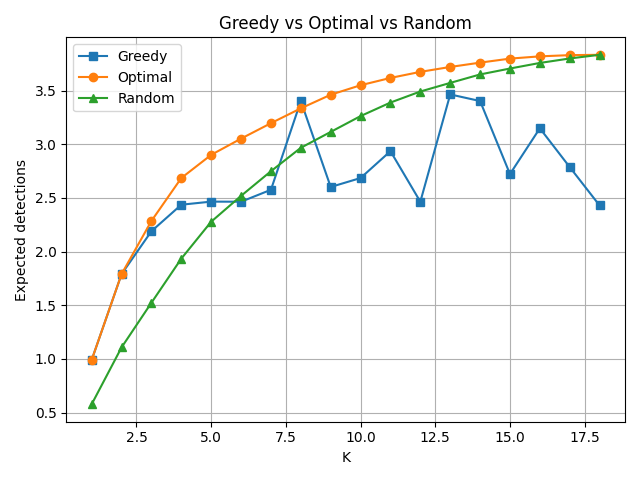 Greedy vs Optimal vs Random
Greedy
Optimal
Random
Expected detections
3.5
3.0
2.5
2.0
1.5
1.0
0.5
2.5 5.0 7.5 10.0 12.5 15.0 17.5
K